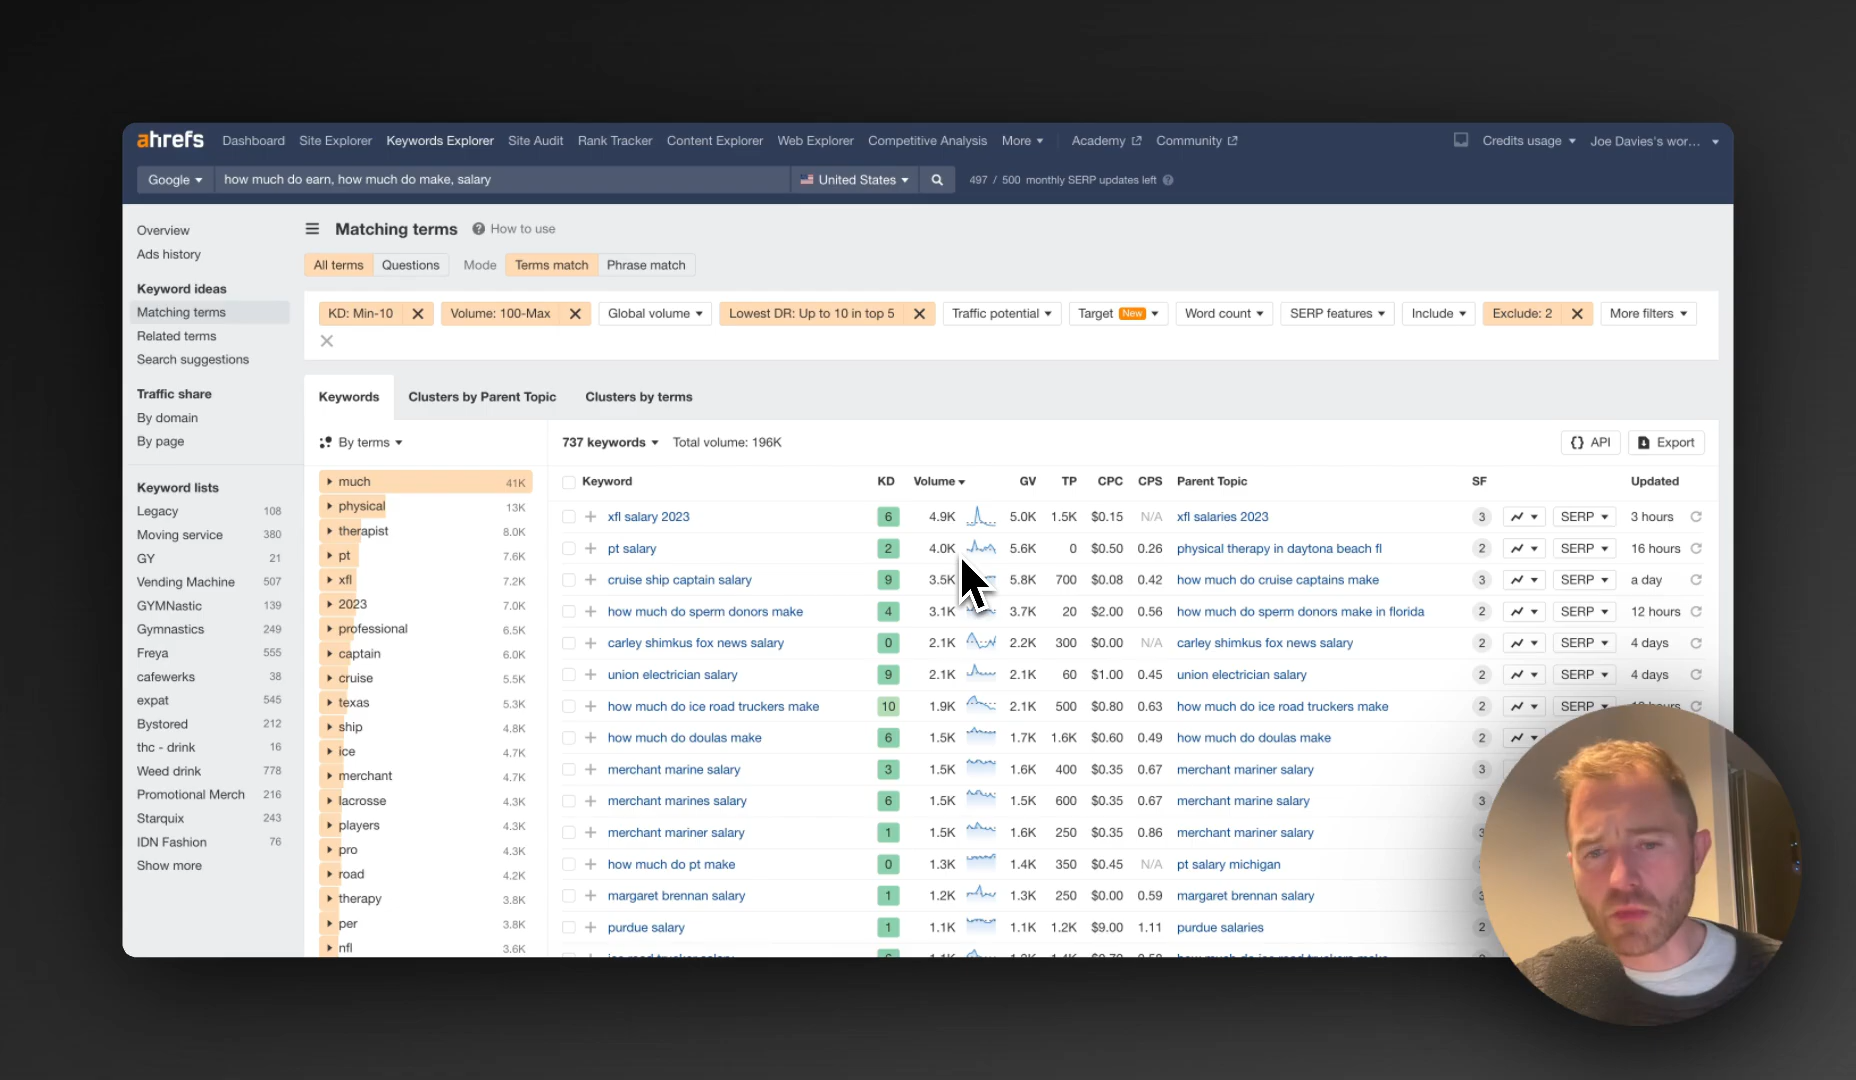 ahrefs Dashboard Site Explorer Keywords Explorer Site Audit Rank Tracker Content Explorer Web Explorer Competitive Analysis More Academy Community Credits usage Joe Davies's wor...
Google how much do earn, how much do make, salary United States 497 / 500 monthly SERP updates left
Overview
Ads history
Keyword ideas
Matching terms
Related terms
Search suggestions
Traffic share
By domain
By page
Keyword lists
Legacy 108
Moving service 380
GY 21
Vending Machine 507
GYMNastic 139
Gymnastics 249
Freya 555
cafewerks 38
expat 545
Bystored 212
thc - drink 16
Weed drink 778
Promotional Merch 216
Starquix 243
IDN Fashion 76
Show more
Matching terms How to use
All terms Questions Mode Terms match Phrase match
KD: Min-10 Volume: 100-Max Global volume Lowest DR: Up to 10 in top 5 Traffic potential Target New Word count SERP features Include Exclude: 2 More filters
Keywords Clusters by Parent Topic Clusters by terms
By terms
much 41K
physical 13K
therapist 8.0K
pt 7.6K
xfl 7.2K
2023 7.0K
professional 6.5K
captain 6.0K
cruise 5.5K
texas 5.3K
ship 4.8K
ice 4.7K
merchant 4.7K
lacrosse 4.3K
players 4.3K
pro 4.3K
road 4.2K
therapy 3.8K
per 3.8K
nfl 3.6K
737 keywords Total volume: 196K API Export
Keyword KD Volume GV TP CPC CPS Parent Topic SF Updated
xfl salary 2023 6 4.9K 5.0K 1.5K $0.15 N/A xfl salaries 2023 3 SERP 3 hours
pt salary 2 4.0K 5.6K 0 $0.50 0.26 physical therapy in daytona beach fl 2 SERP 16 hours
cruise ship captain salary 9 3.5K 5.8K 700 $0.08 0.42 how much do cruise captains make 3 SERP a day
how much do sperm donors make 4 3.1K 3.7K 20 $2.00 0.56 how much do sperm donors make in florida 2 SERP 12 hours
carley shimkus fox news salary 0 2.1K 2.2K 300 $0.00 N/A carley shimkus fox news salary 2 SERP 4 days
union electrician salary 9 2.1K 2.1K 60 $1.00 0.45 union electrician salary 2 SERP 4 days
how much do ice road truckers make 10 1.9K 2.1K 500 $0.80 0.63 how much do ice road truckers make 2 SERP hours
how much do doulas make 6 1.5K 1.7K 1.6K $0.60 0.49 how much do doulas make 2
merchant marine salary 3 1.5K 1.6K 400 $0.35 0.67 merchant mariner salary 3
merchant marines salary 6 1.5K 1.5K 600 $0.35 0.67 merchant marine salary 3
merchant mariner salary 1 1.5K 1.6K 250 $0.35 0.86 merchant mariner salary
how much do pt make 0 1.3K 1.4K 350 $0.45 N/A pt salary michigan
margaret brennan salary 1 1.2K 1.3K 250 $0.00 0.59 margaret brennan salary
purdue salary 1 1.1K 1.1K 1.2K $9.00 1.11 purdue salaries 2